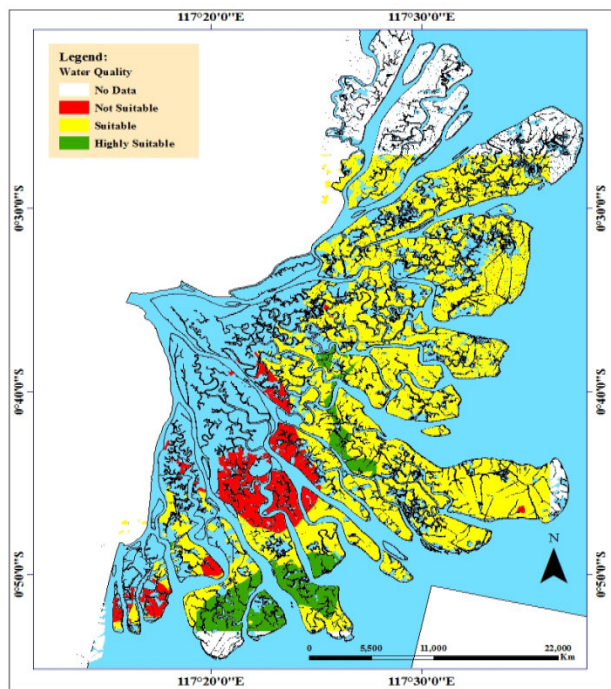 117°20'0"E 117°30'0"E
Legend:
Water Quality
No Data
Not Suitable
Suitable
Highly Suitable
0°30'0"S 0°30'0"S
0°40'0"S 0°40'0"S
N
0°50'0"S 0°50'0"S
0 5,500 11,000 22,000
Km
117°20'0"E 117°30'0"E